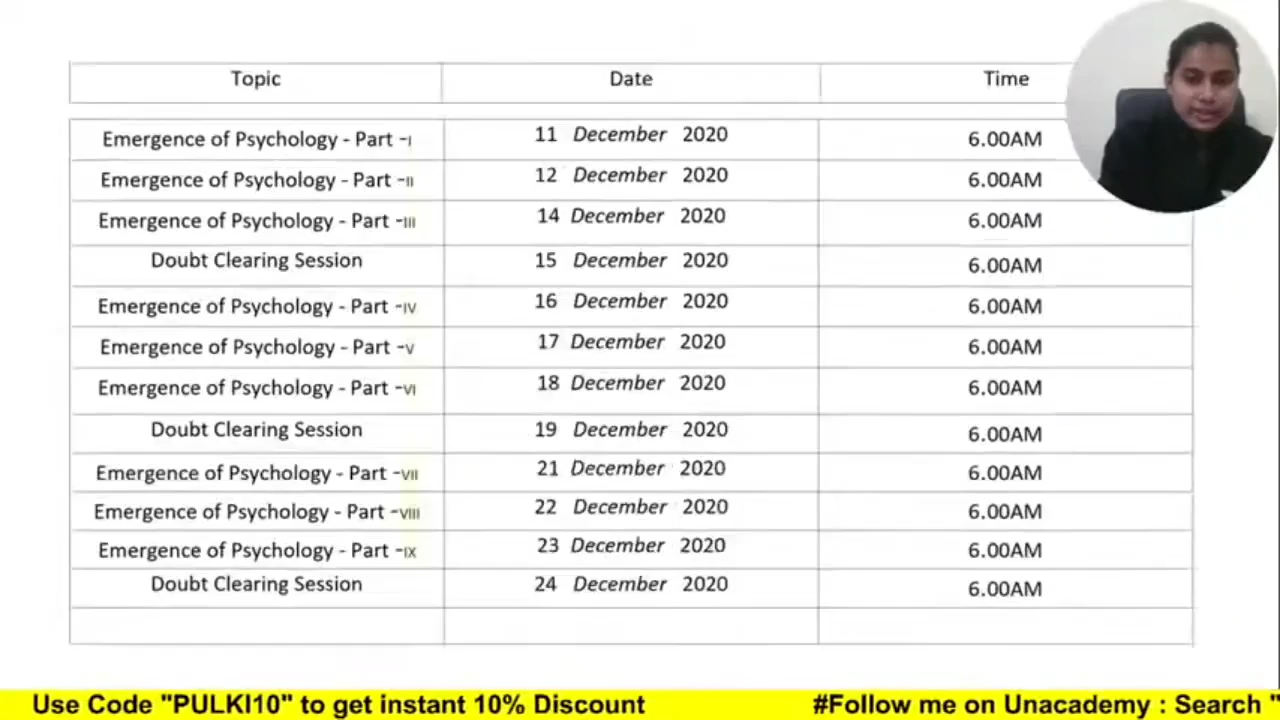 Topic Date Time
Emergence of Psychology - Part -I 11 December 2020 6.00AM
Emergence of Psychology - Part -II 12 December 2020 6.00AM
Emergence of Psychology - Part -III 14 December 2020 6.00AM
Doubt Clearing Session 15 December 2020 6.00AM
Emergence of Psychology - Part -IV 16 December 2020 6.00AM
Emergence of Psychology - Part -V 17 December 2020 6.00AM
Emergence of Psychology - Part -VI 18 December 2020 6.00AM
Doubt Clearing Session 19 December 2020 6.00AM
Emergence of Psychology - Part -VII 21 December 2020 6.00AM
Emergence of Psychology - Part -VIII 22 December 2020 6.00AM
Emergence of Psychology - Part -IX 23 December 2020 6.00AM
Doubt Clearing Session 24 December 2020 6.00AM
Use Code "PULKI10" to get instant 10% Discount #Follow me on Unacademy : Search "